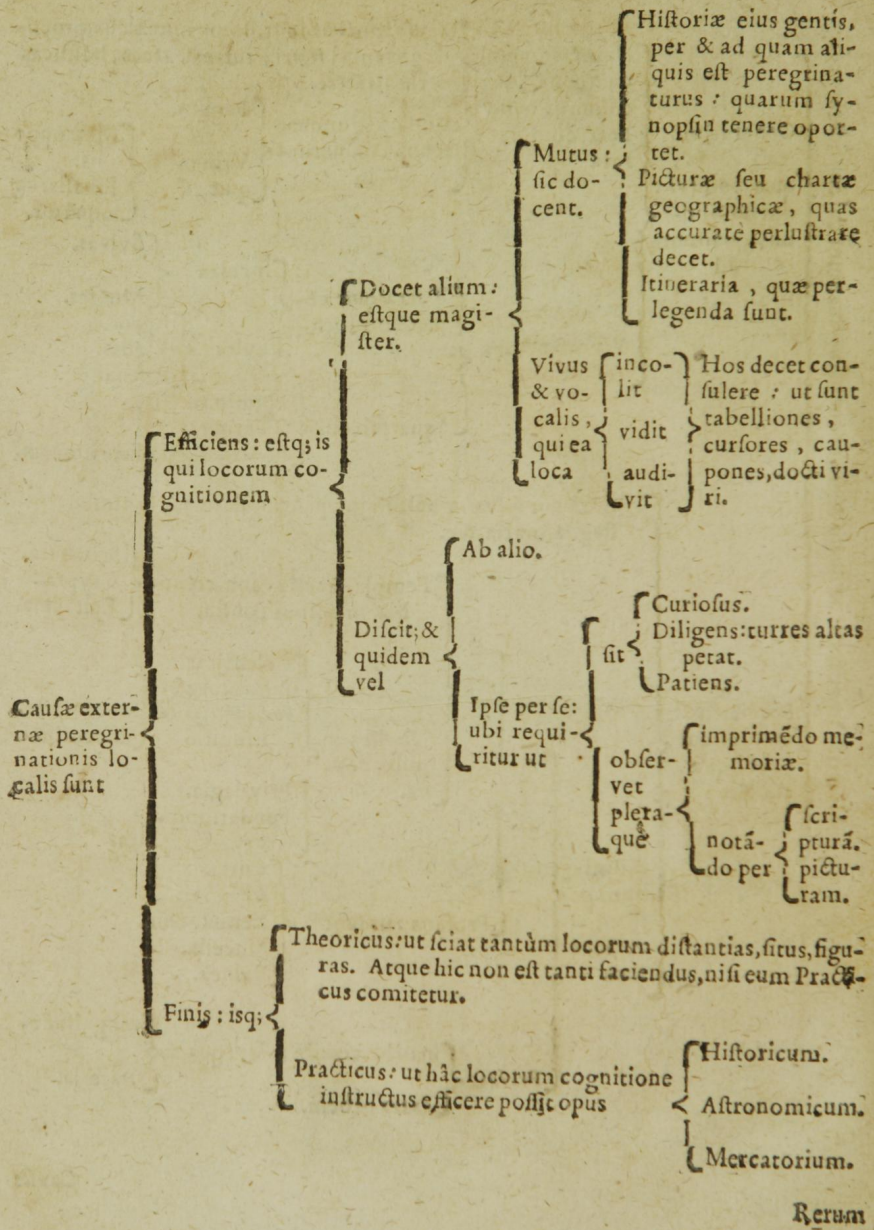 Cauſæ exter-
næ peregri-
nationis lo-
calis ſunt
Efficiens : eſtq; is
qui locorum co-
gnitionem
Docet alium :
eſtque magi-
ſter.
Mutus :
ſic do-
cent.
Hiſtoriæ eius gentis,
per & ad quam ali-
quis eſt peregrina-
turus : quarum ſy-
nopſin tenere opor-
tet.
Picturæ ſeu chartæ
geographicæ, quas
accurate perluſtrare
decet.
Itineraria , quæ per-
legenda ſunt.
Vivus
& vo-
calis ,
qui ea
loca
inco-
lit
vidit
audi-
vit
Hos decet con-
ſulere : ut ſunt
tabelliones ,
curſores , cau-
pones, docti vi-
ri.
Diſcit; &
quidem
vel
Ab alio.
Ipſe per ſe:
ubi requi-
ritur ut
ſit
Curioſus.
Diligens: turres altas
petat.
Patiens.
obſer-
vet
plera-
que
imprimēdo me-
moriæ.
notā-
do per
ſcri-
pturā.
pictu-
ram.
Finis : isq;
Theoricus: ut ſciat tantùm locorum diſtantias, ſitus, figu-
ras. Atque hic non eſt tanti faciendus, niſi eum Practi-
cus comitetur.
Practicus: ut hâc locorum cognitione
inſtructus efficere poſſit opus
Hiſtoricum.
Aſtronomicum.
Mercatorium.
Rerum